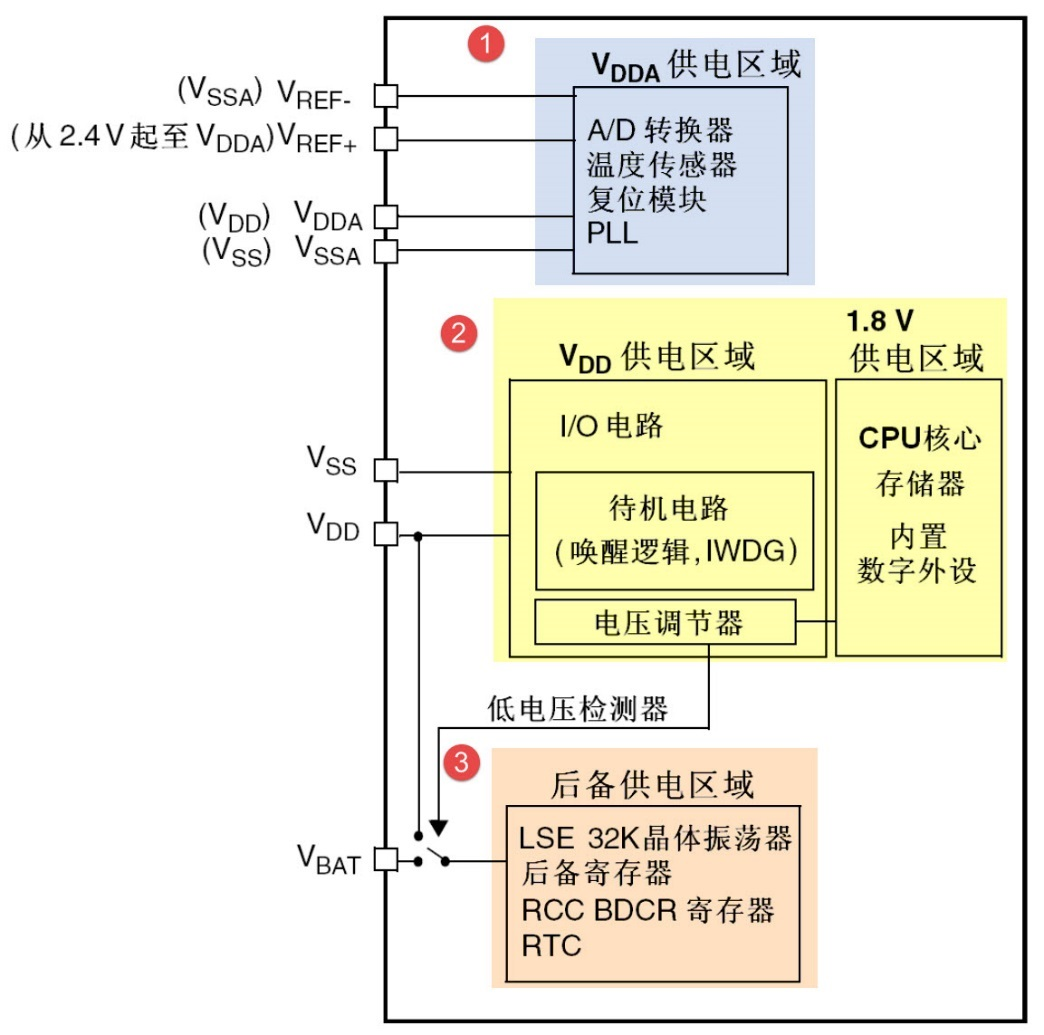 1
VDDA 供电区域
(VSSA) VREF-
(从 2.4 V 起至 VDDA)VREF+
(VDD) VDDA
(VSS) VSSA
A/D 转换器
温度传感器
复位模块
PLL
2
VDD 供电区域
1.8 V
供电区域
VSS
VDD
I/O 电路
待机电路
(唤醒逻辑,IWDG)
电压调节器
CPU核心
存储器
内置
数字外设
低电压检测器
3
后备供电区域
VBAT
LSE 32K晶体振荡器
后备寄存器
RCC BDCR 寄存器
RTC